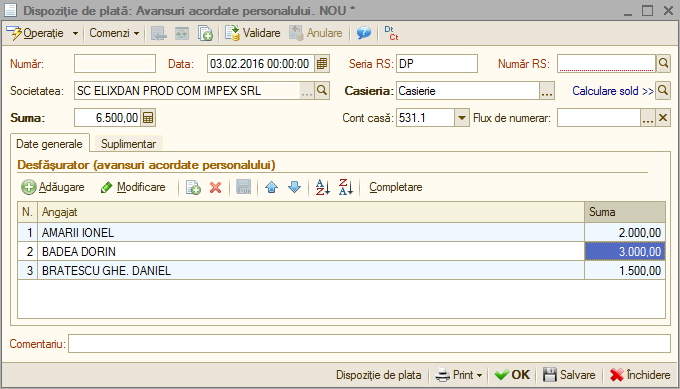 Dispoziție de plată: Avansuri acordate personalului. NOU *
Operație Comenzi Validare Anulare Dt Ct
Număr: Data: 03.02.2016 00:00:00 Seria RS: DP Număr RS:
Societatea: SC ELIXDAN PROD COM IMPEX SRL ... Casieria: Casierie ... Calculare sold >>
Suma: 6.500,00 Cont casă: 531.1 Flux de numerar: ...
Date generale Suplimentar
Desfășurator (avansuri acordate personalului)
Adăugare Modificare A Z Z A Completare
N. Angajat Suma
1 AMARII IONEL 2.000,00
2 BADEA DORIN 3.000,00
3 BRATESCU GHE. DANIEL 1.500,00
Comentariu:
Dispoziție de plata Print OK Salvare Închidere